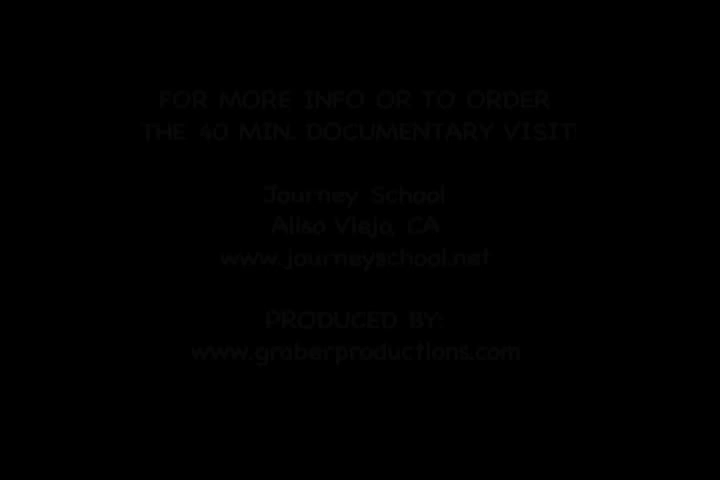 FOR MORE INFO OR TO ORDER
THE 40 MIN. DOCUMENTARY VISIT:
Journey School
Aliso Viejo, CA
www.journeyschool.net
PRODUCED BY:
www.graberproductions.com